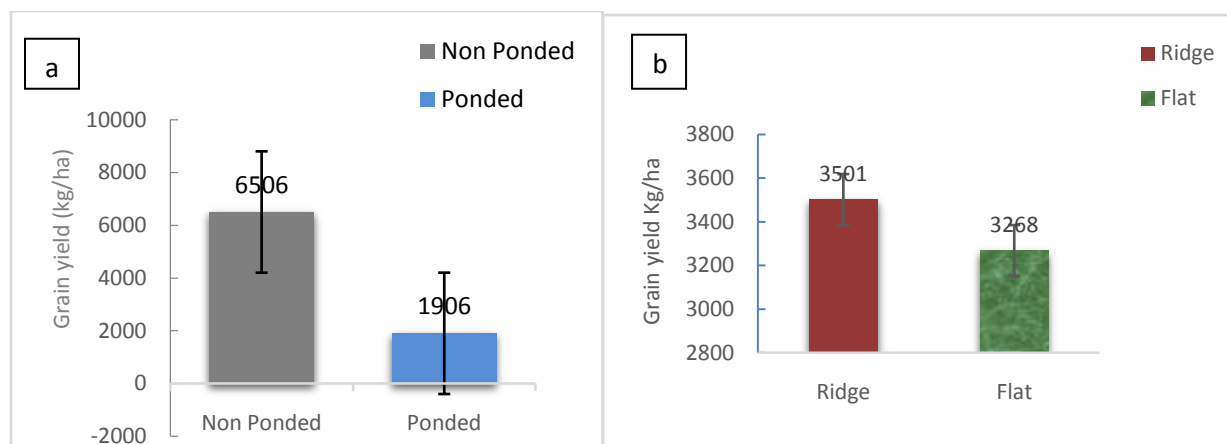 a
Non Ponded
Ponded
Grain yield (kg/ha)
10000
8000
6000
4000
2000
0
-2000
6506
1906
Non Ponded
Ponded
b
Ridge
Flat
Grain yield Kg/ha
3800
3600
3400
3200
3000
2800
3501
3268
Ridge
Flat